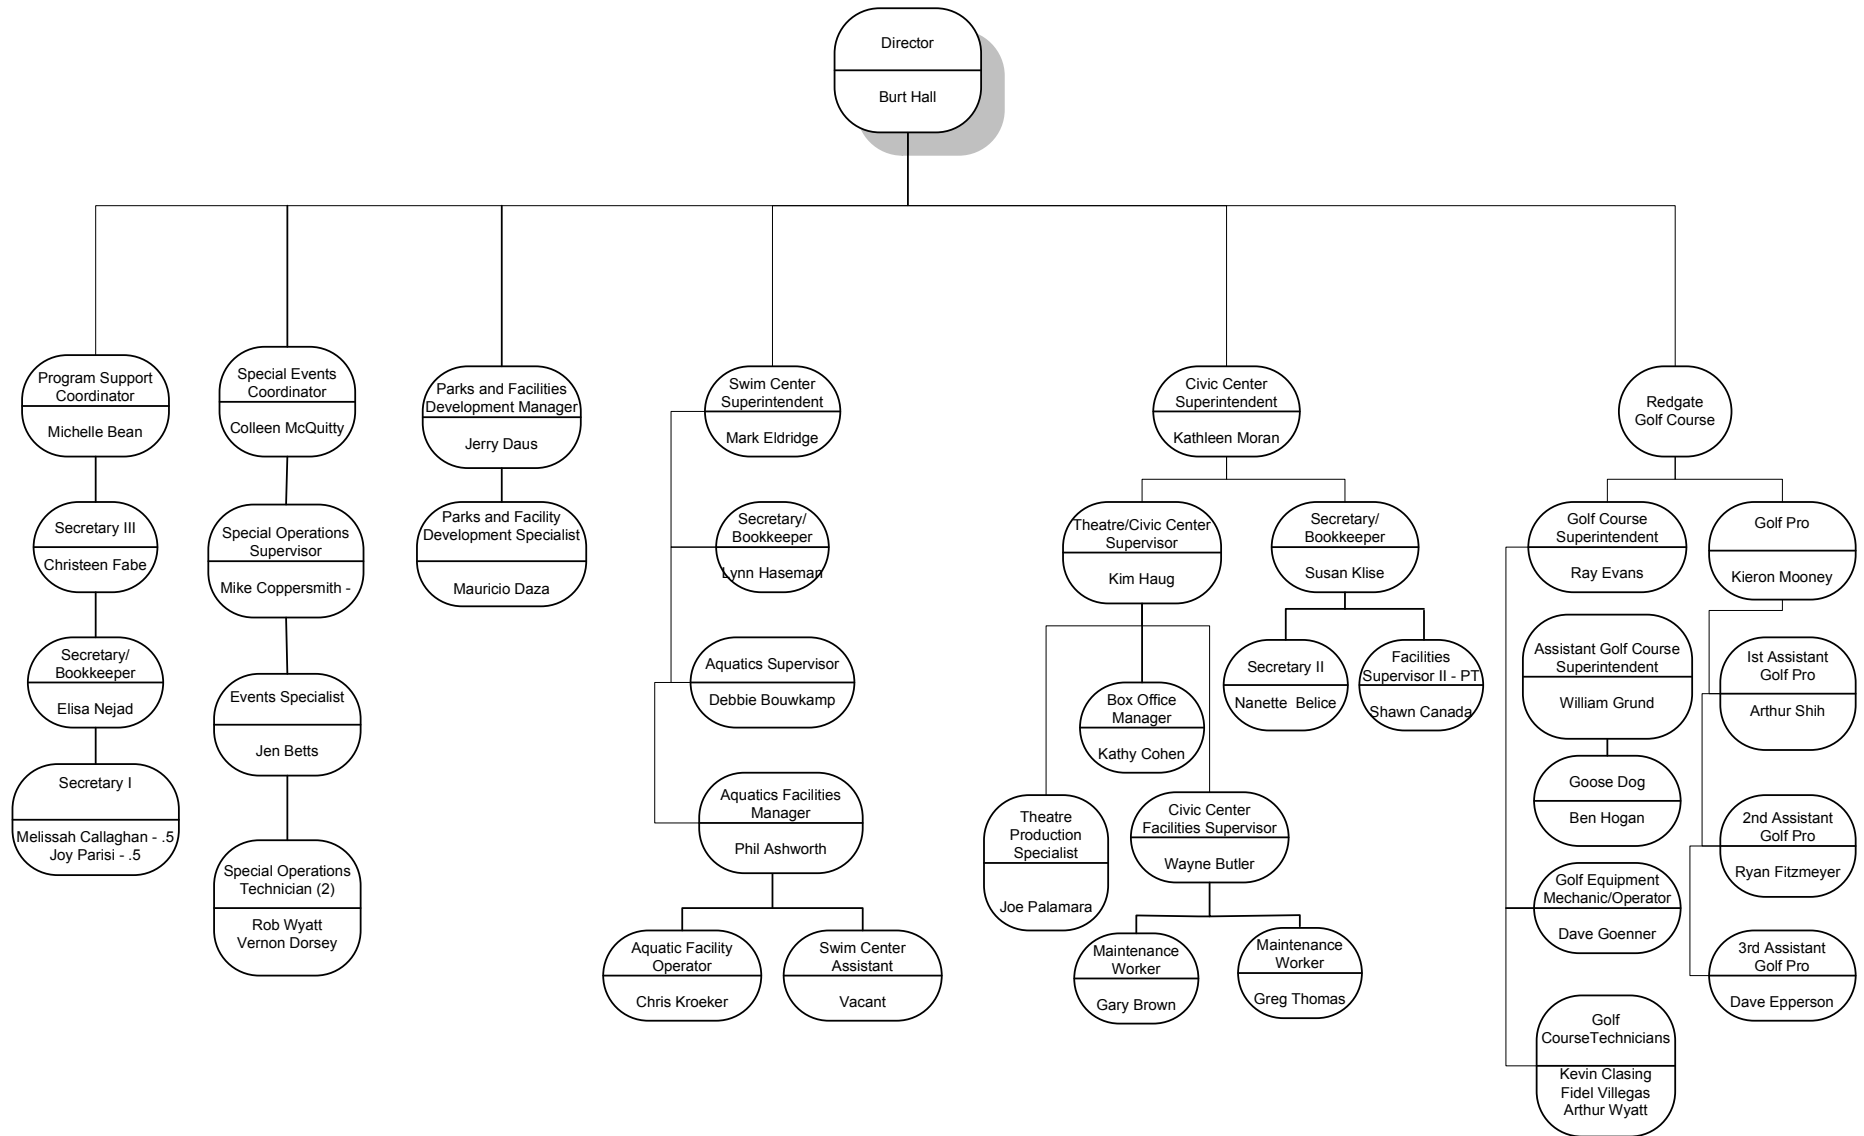 Director
Burt Hall
Program Support
Coordinator
Michelle Bean
Secretary III
Christeen Fabe
Secretary/
Bookkeeper
Elisa Nejad
Secretary I
Melissah Callaghan - .5
Joy Parisi - .5
Special Events
Coordinator
Colleen McQuitty
Special Operations
Supervisor
Mike Coppersmith -
Events Specialist
Jen Betts
Special Operations
Technician (2)
Rob Wyatt
Vernon Dorsey
Parks and Facilities
Development Manager
Jerry Daus
Parks and Facility
Development Specialist
Mauricio Daza
Swim Center
Superintendent
Mark Eldridge
Secretary/
Bookkeeper
Lynn Haseman
Aquatics Supervisor
Debbie Bouwkamp
Aquatics Facilities
Manager
Phil Ashworth
Aquatic Facility
Operator
Chris Kroeker
Swim Center
Assistant
Vacant
Civic Center
Superintendent
Kathleen Moran
Theatre/Civic Center
Supervisor
Kim Haug
Secretary/
Bookkeeper
Susan Klise
Secretary II
Nanette  Belice
Facilities
Supervisor II - PT
Shawn Canada
Box Office
Manager
Kathy Cohen
Theatre
Production
Specialist
Joe Palamara
Civic Center
Facilities Supervisor
Wayne Butler
Maintenance
Worker
Gary Brown
Maintenance
Worker
Greg Thomas
Redgate
Golf Course
Golf Course
Superintendent
Ray Evans
Assistant Golf Course
Superintendent
William Grund
Goose Dog
Ben Hogan
Golf Equipment
Mechanic/Operator
Dave Goenner
Golf
CourseTechnicians
Kevin Clasing
Fidel Villegas
Arthur Wyatt
Golf Pro
Kieron Mooney
Ist Assistant
Golf Pro
Arthur Shih
2nd Assistant
Golf Pro
Ryan Fitzmeyer
3rd Assistant
Golf Pro
Dave Epperson